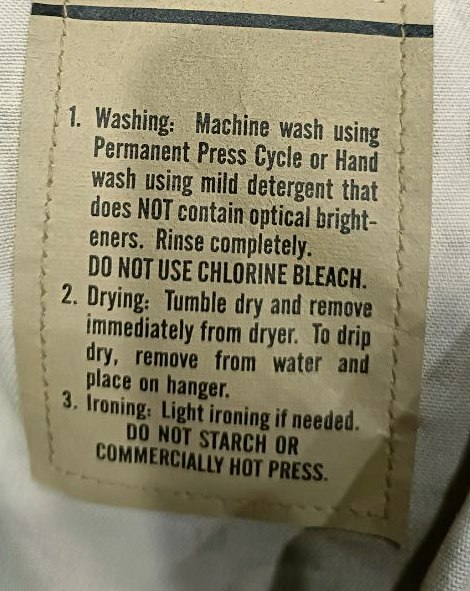 1. Washing: Machine wash using
Permanent Press Cycle or Hand
wash using mild detergent that
does NOT contain optical bright-
eners. Rinse completely.
DO NOT USE CHLORINE BLEACH.
2. Drying: Tumble dry and remove
immediately from dryer. To drip
dry, remove from water and
place on hanger.
3. Ironing: Light ironing if needed.
DO NOT STARCH OR
COMMERCIALLY HOT PRESS.